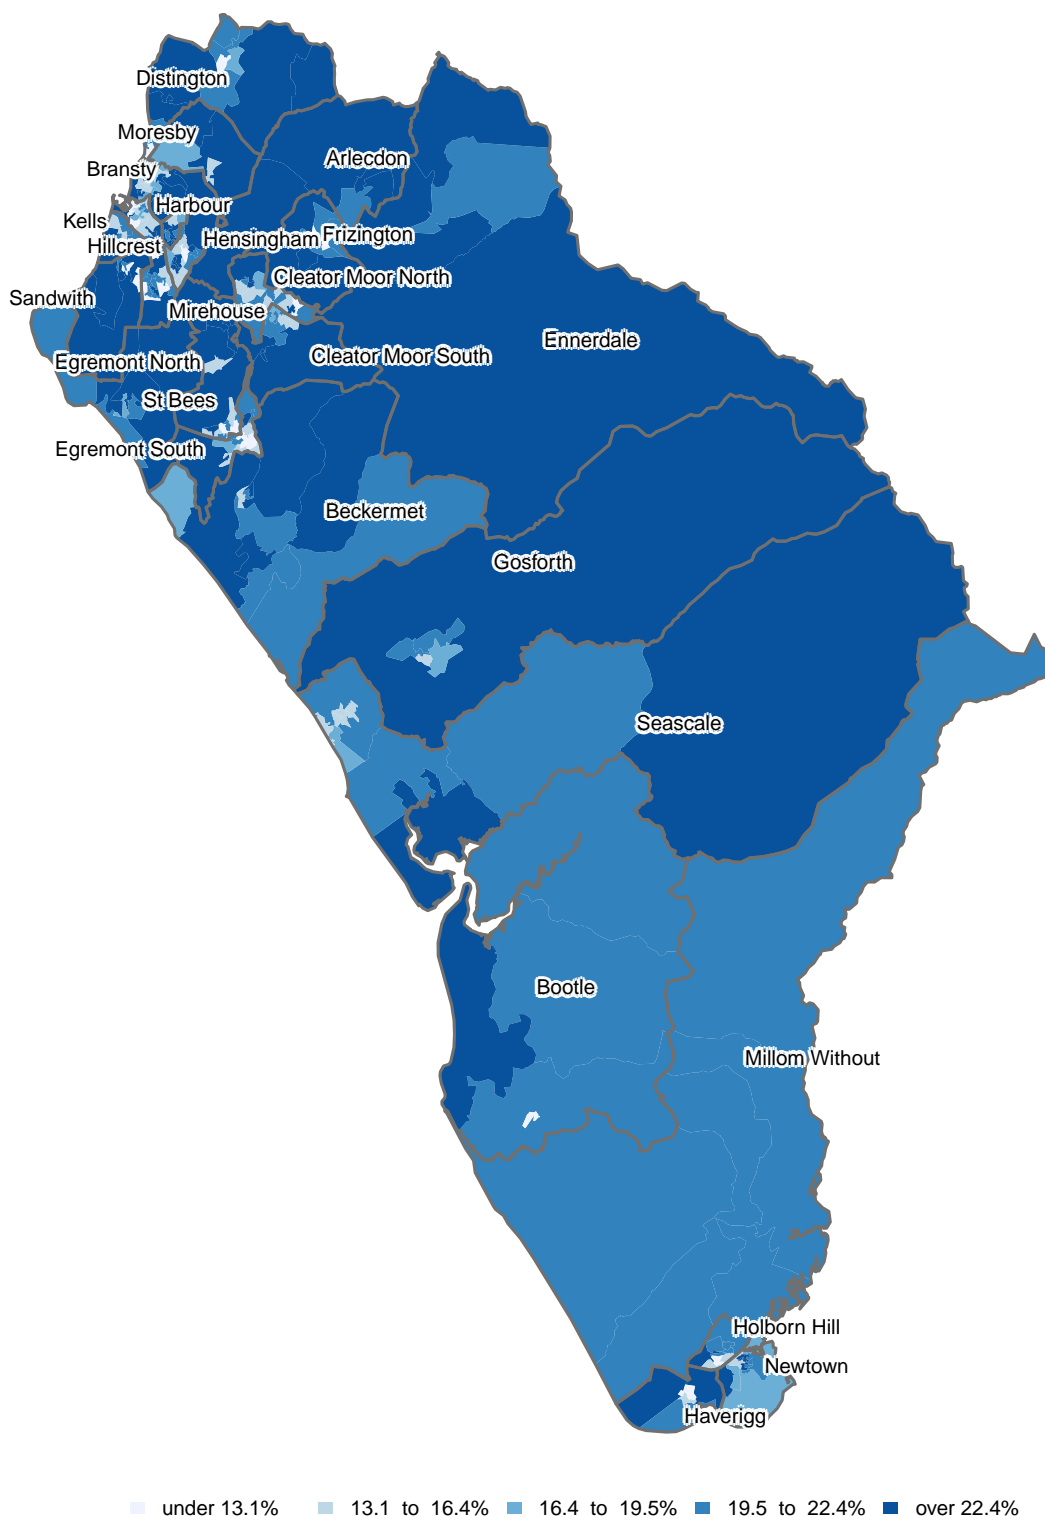 Distington
Moresby
Arlecdon
Bransty
Harbour
Kells
Hillcrest
Hensingham
Frizington
Cleator Moor North
Sandwith
Mirehouse
Ennerdale
Egremont North
Cleator Moor South
St Bees
Egremont South
Beckermet
Gosforth
Seascale
Bootle
Millom Without
Holborn Hill
Newtown
Haverigg
under 13.1% 13.1 to 16.4% 16.4 to 19.5% 19.5 to 22.4% over 22.4%